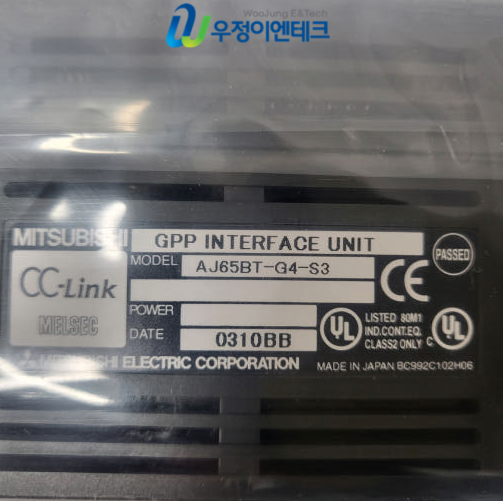 WooJung E&Tech
우정이엔테크
MITSUBISHI
GPP INTERFACE UNIT
PASSED
MODEL
AJ65BT-G4-S3
CC-Link
CE
MELSEC
POWER
DATE
0310BB
UL
LISTED 80M1
IND.CONT.EQ.
CLASS2 ONLY
C
UL
MITSUBISHI ELECTRIC CORPORATION
MADE IN JAPAN BC992C102H06